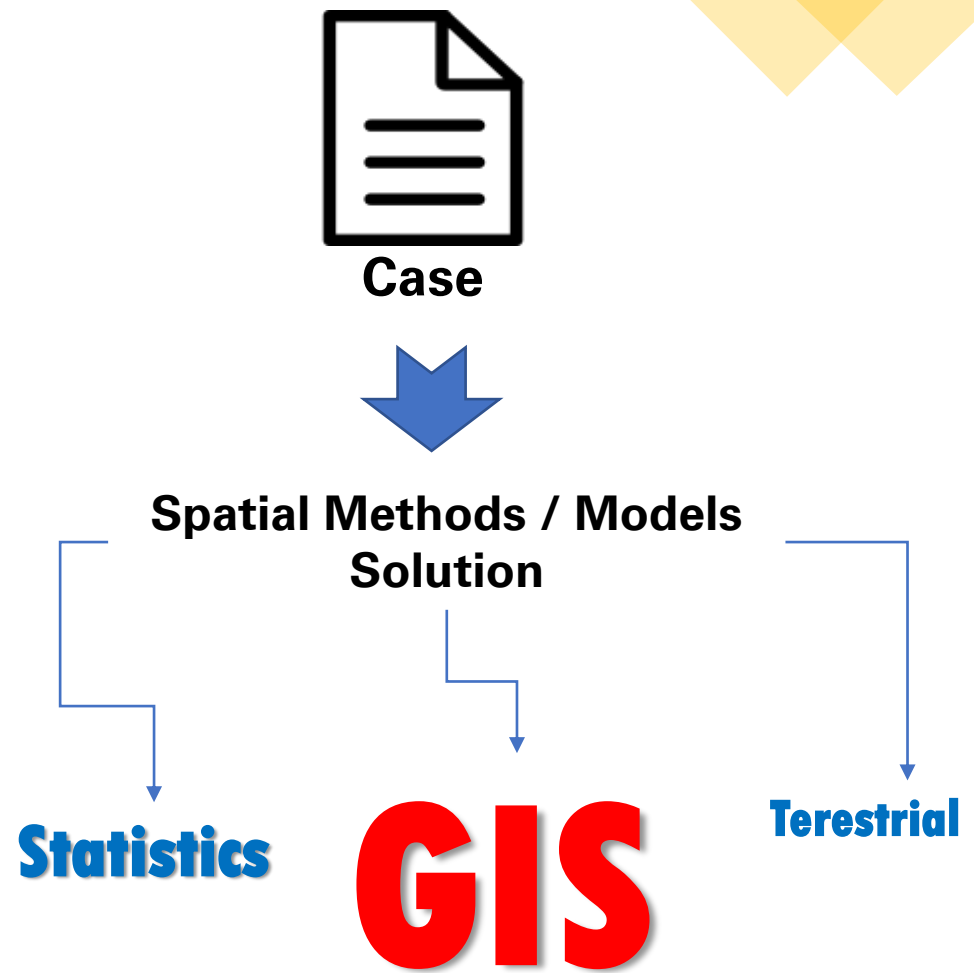 Case
Spatial Methods / Models
Solution
Statistics
GIS
Terestrial